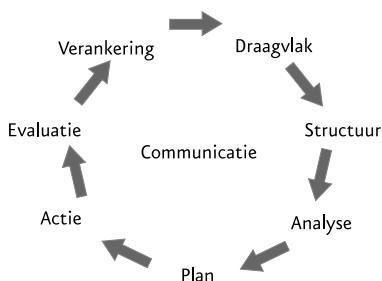 Verankering
Draagvlak
Evaluatie
Structuur
Communicatie
Actie
Analyse
Plan